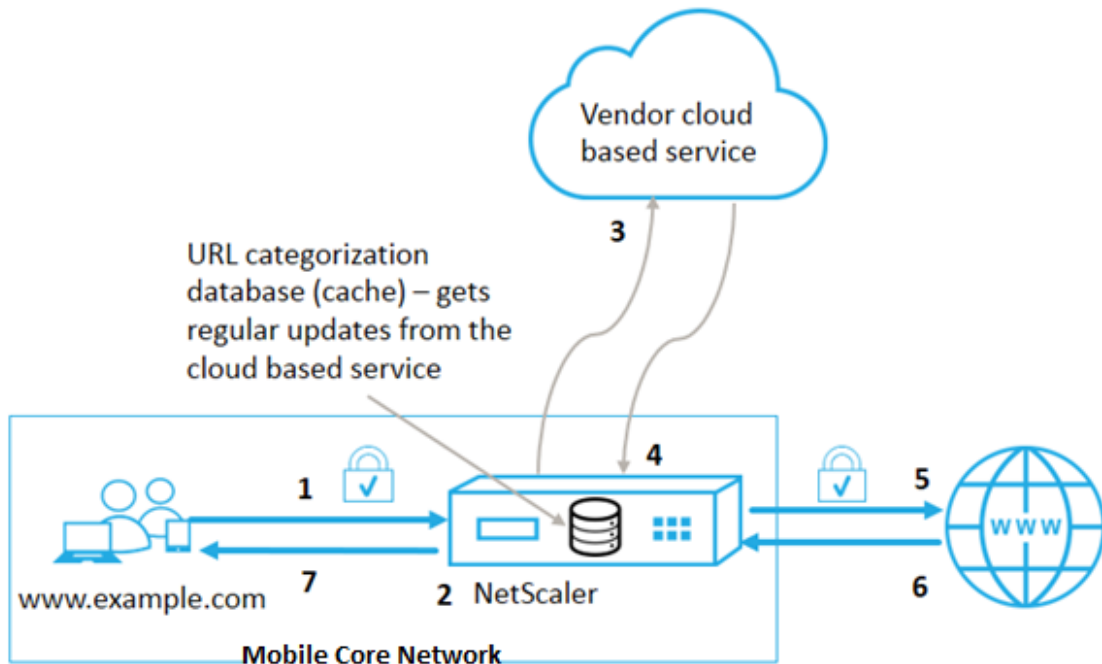 Vendor cloud
based service
3
URL categorization
database (cache) – gets
regular updates from the
cloud based service
4
1
5
www
7
6
www.example.com
2 NetScaler
Mobile Core Network